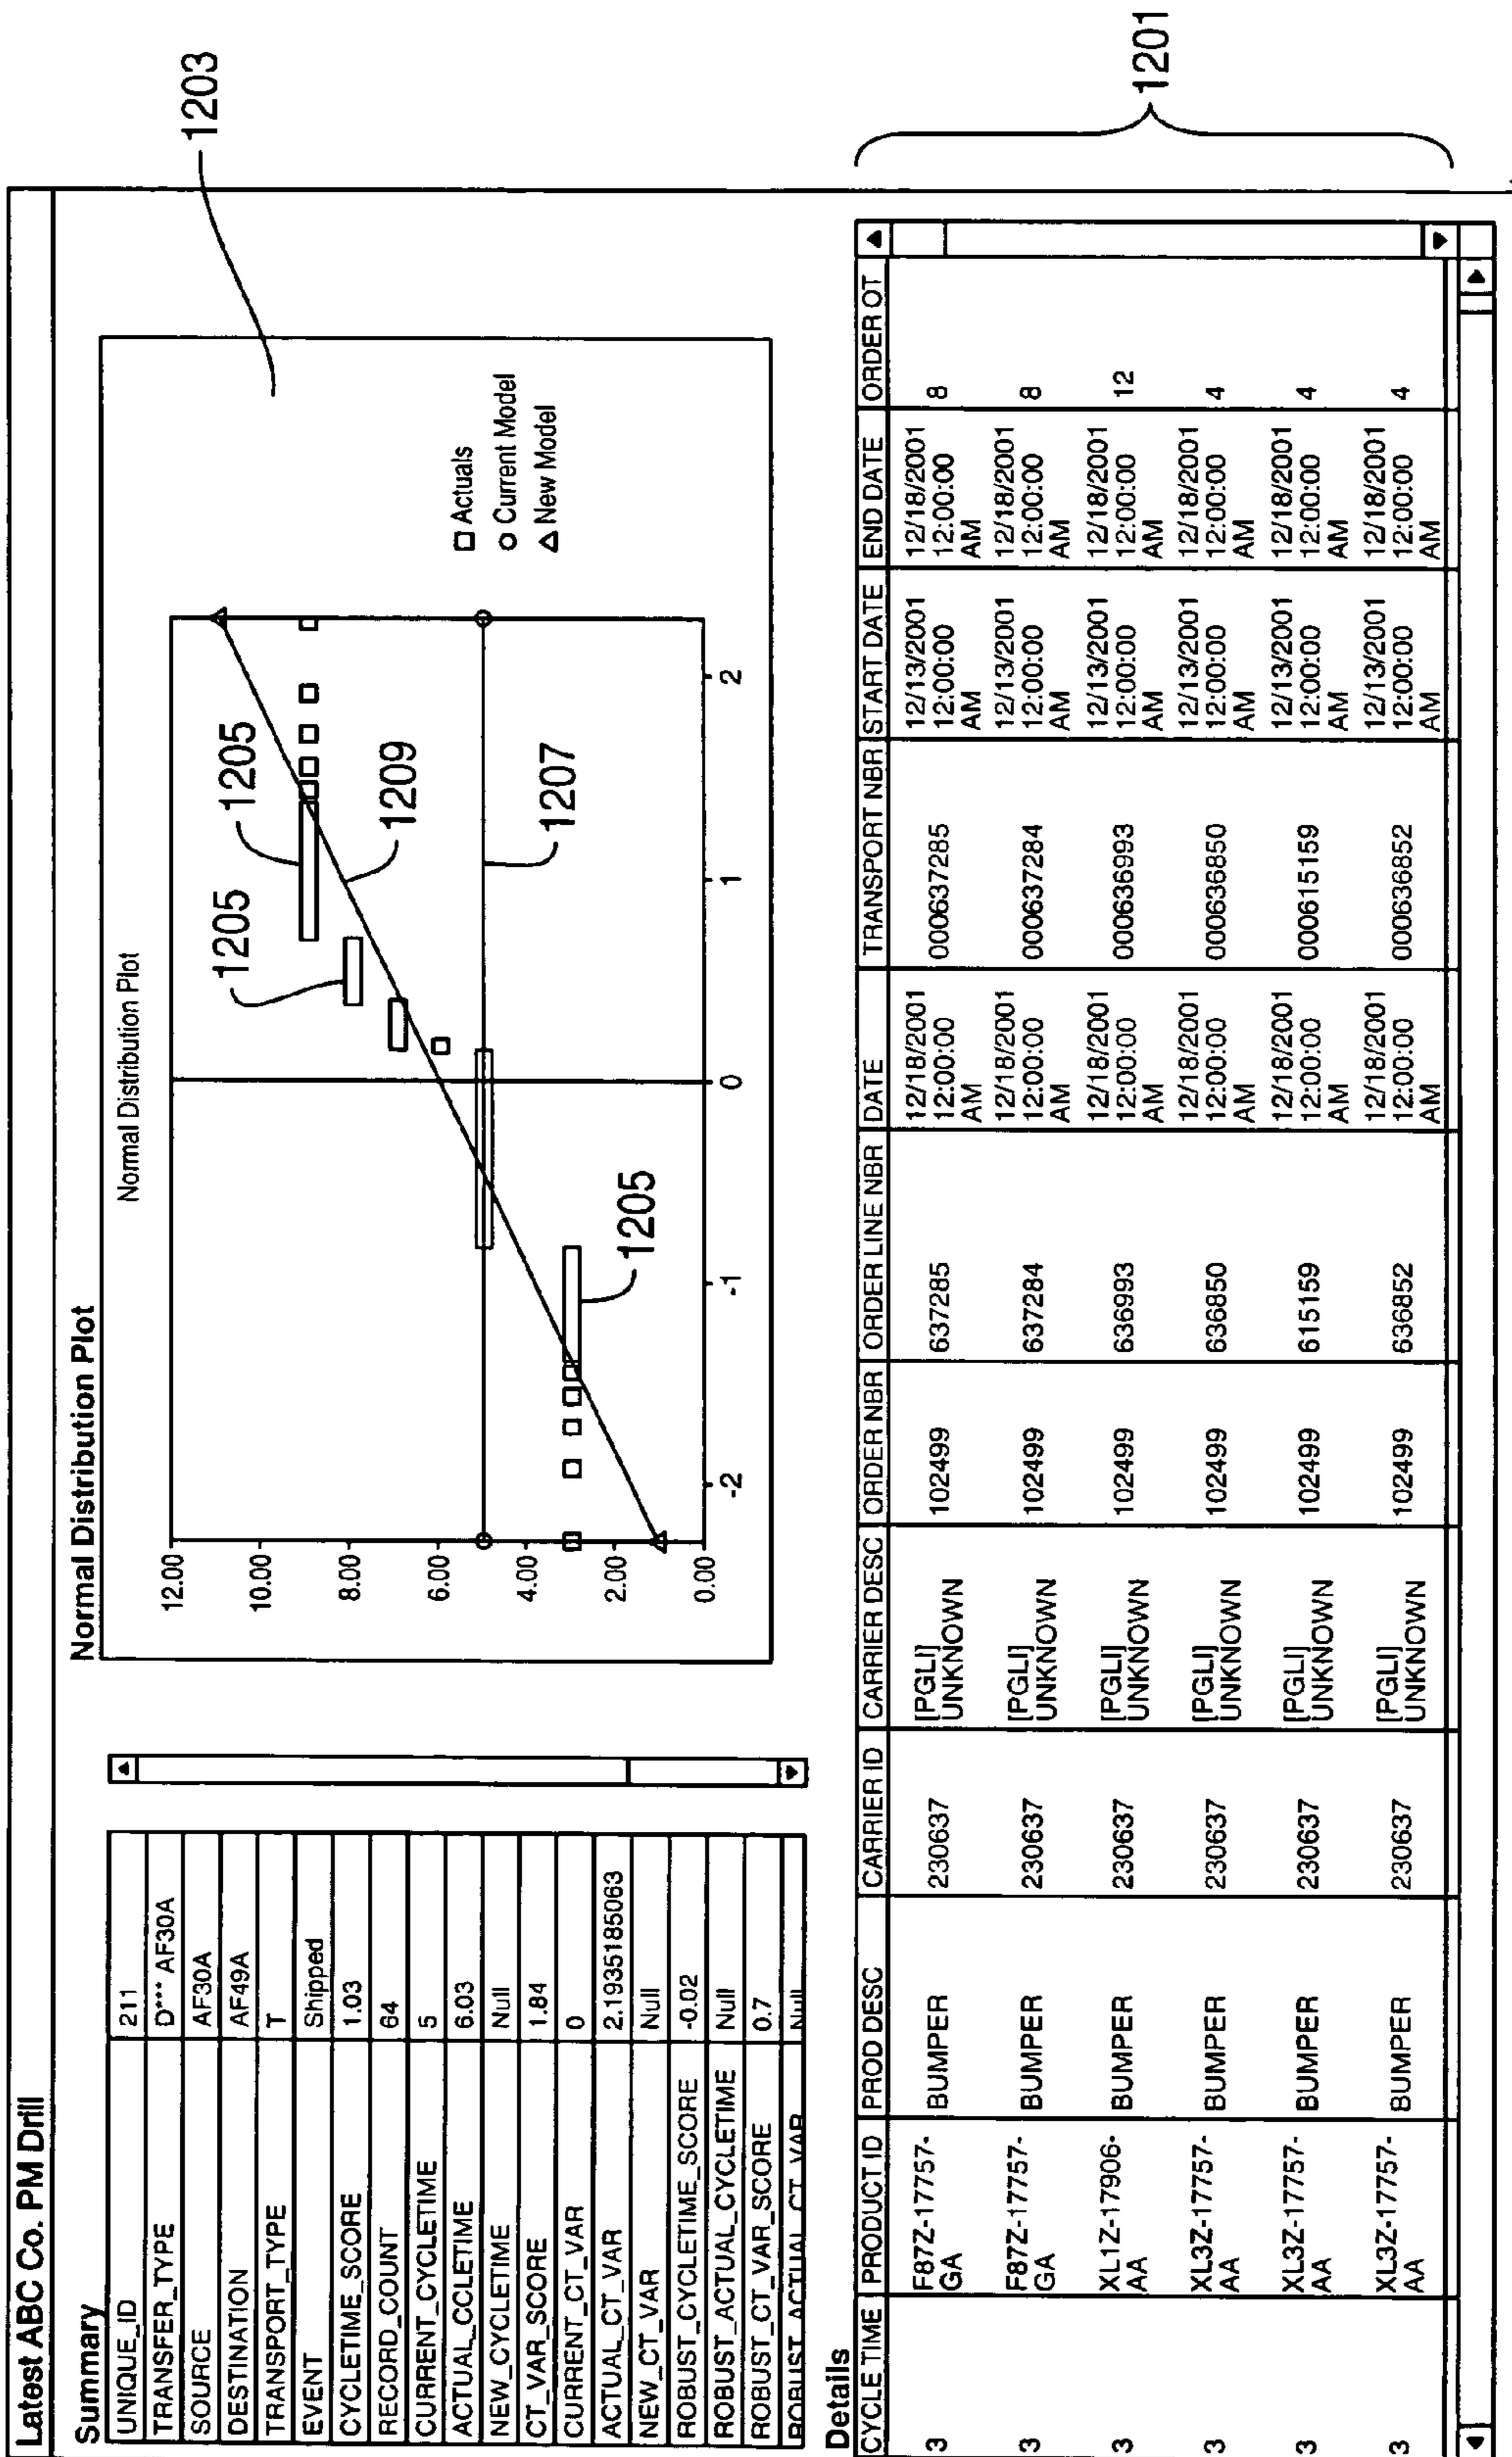 Latest ABC Co. PM Drill
Summary
UNIQUE_ID 211
TRANSFER_TYPE D*** AF30A
SOURCE AF30A
DESTINATION AF49A
TRANSPORT_TYPE T
EVENT Shipped
CYCLETIME_SCORE 1.03
RECORD_COUNT 64
CURRENT_CYCLETIME 5
ACTUAL_CCLETIME 6.03
NEW_CYCLETIME Null
CT_VAR_SCORE 1.84
CURRENT_CT_VAR 0
ACTUAL_CT_VAR 2.1935185063
NEW_CT_VAR Null
ROBUST_CYCLETIME_SCORE -0.02
ROBUST_ACTUAL_CYCLETIME Null
ROBUST_CT_VAR_SCORE 0.7
ROBUST_ACTUAL_CT_VAR Null
Normal Distribution Plot
Normal Distribution Plot
12.00
10.00
8.00
6.00
4.00
2.00
0.00
-2 -1 0 1 2
1205
1205
1209
1207
1205
Actuals
Current Model
New Model
1203
Details
CYCLE TIME PRODUCT ID PROD DESC CARRIER ID CARRIER DESC ORDER NBR ORDER LINE NBR DATE TRANSPORT NBR START DATE END DATE ORDER OT
3 F87Z-17757- BUMPER 230637 [PGLI] 102499 637285 12/18/2001 000637285 12/13/2001 12/18/2001 8
GA UNKNOWN 12:00:00 12:00:00 12:00:00
AM AM AM
3 F87Z-17757- BUMPER 230637 [PGLI] 102499 637284 12/18/2001 000637284 12/13/2001 12/18/2001 8
GA UNKNOWN 12:00:00 12:00:00 12:00:00
AM AM AM
3 XL1Z-17906- BUMPER 230637 [PGLI] 102499 636993 12/18/2001 000636993 12/13/2001 12/18/2001 12
AA UNKNOWN 12:00:00 12:00:00 12:00:00
AM AM AM
3 XL3Z-17757- BUMPER 230637 [PGLI] 102499 636850 12/18/2001 000636850 12/13/2001 12/18/2001 4
AA UNKNOWN 12:00:00 12:00:00 12:00:00
AM AM AM
3 XL3Z-17757- BUMPER 230637 [PGLI] 102499 615159 12/18/2001 000615159 12/13/2001 12/18/2001 4
AA UNKNOWN 12:00:00 12:00:00 12:00:00
AM AM AM
3 XL3Z-17757- BUMPER 230637 [PGLI] 102499 636852 12/18/2001 000636852 12/13/2001 12/18/2001 4
AA UNKNOWN 12:00:00 12:00:00 12:00:00
AM AM AM
1201